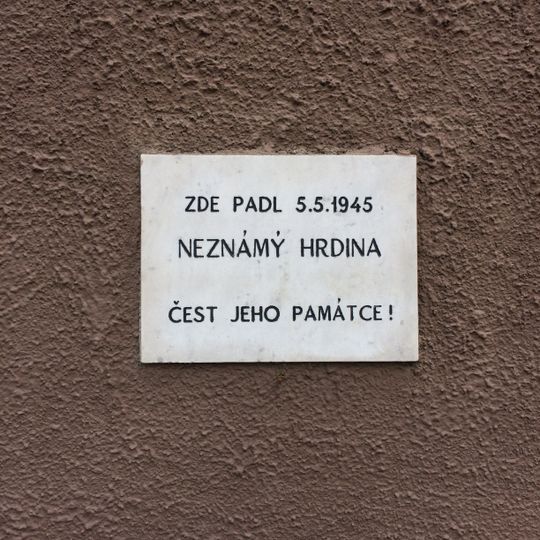 ZDE PADL 5.5.1945
NEZNÁMÝ HRDINA
ČEST JEHO PAMÁTCE!